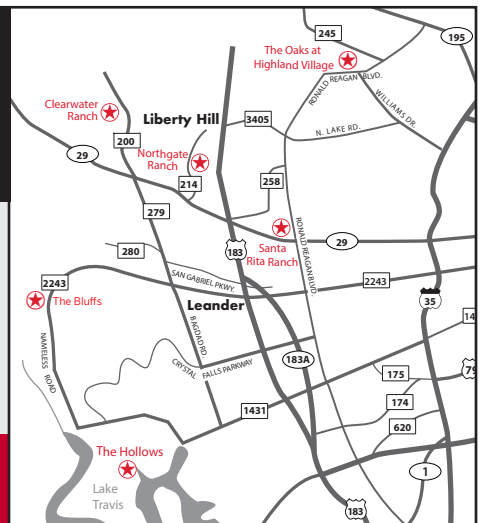 245
195
The Oaks at
Highland Village
RONALD REAGAN BLVD.
WILLIAMS DR.
Clearwater
Ranch
Liberty Hill
3405
N. LAKE RD.
200
29
Northgate
Ranch
214
258
279
RONALD REAGAN BLVD.
Santa
Rita Ranch
29
183
280
SAN GABRIEL PKWY.
2243
2243
The Bluffs
Leander
35
NAMELESS
ROAD
BAGDAD RD.
CRYSTAL FALLS PARKWAY
183A
14
175
79
174
1431
620
The Hollows
1
Lake
Travis
183